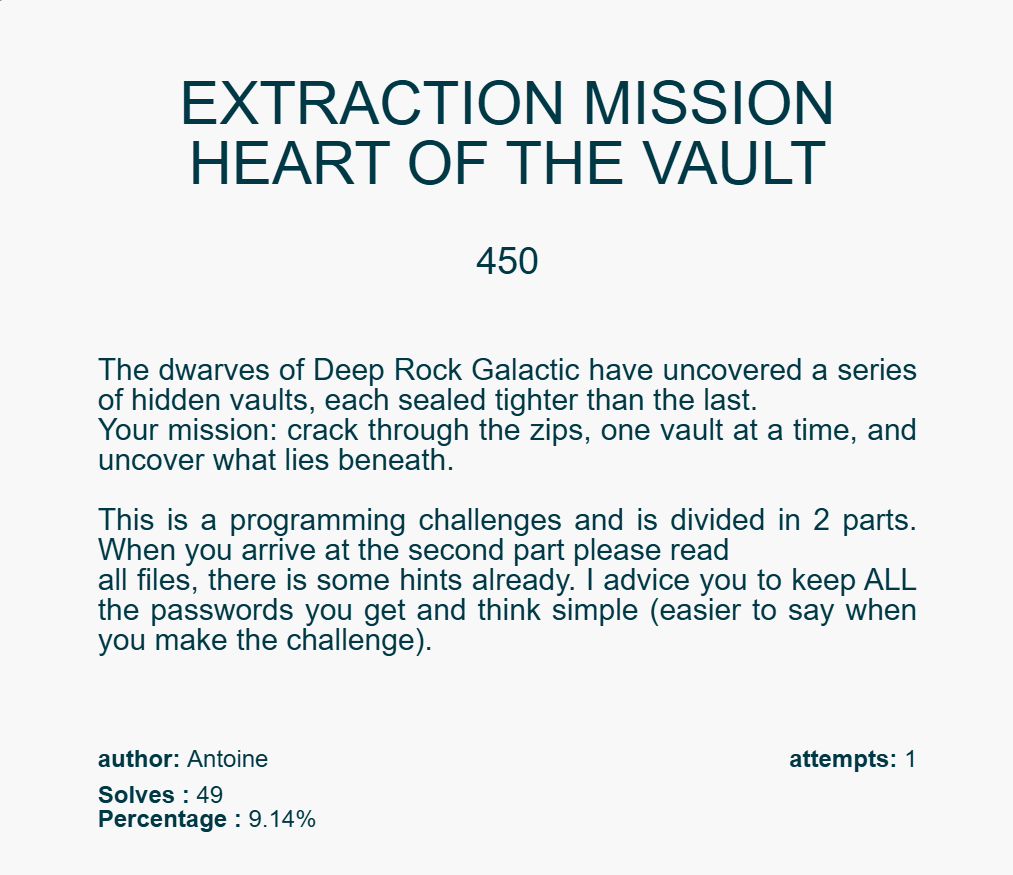 EXTRACTION MISSION
HEART OF THE VAULT
450
The dwarves of Deep Rock Galactic have uncovered a series
of hidden vaults, each sealed tighter than the last.
Your mission: crack through the zips, one vault at a time, and
uncover what lies beneath.
This is a programming challenges and is divided in 2 parts.
When you arrive at the second part please read
all files, there is some hints already. I advice you to keep ALL
the passwords you get and think simple (easier to say when
you make the challenge).
author: Antoine
attempts: 1
Solves : 49
Percentage : 9.14%